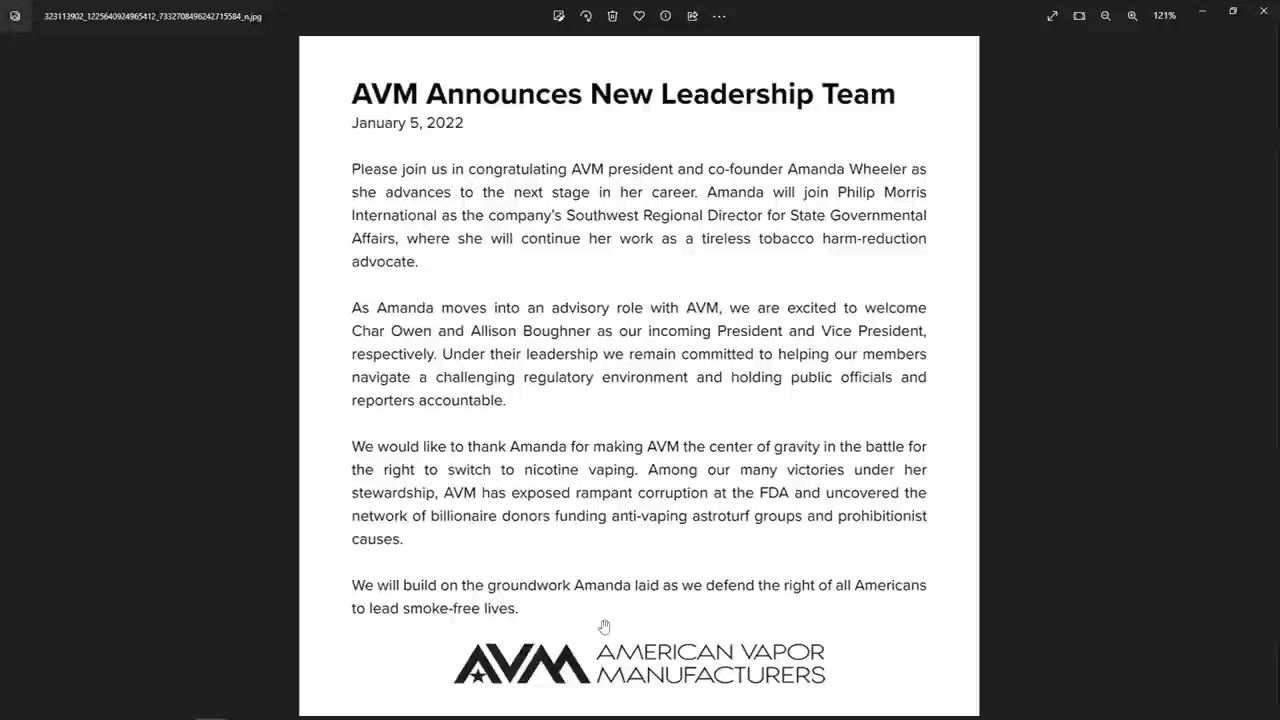 323113902_1225640924965412_7332708496242715584_n.jpg
121%
AVM Announces New Leadership Team
January 5, 2022
Please join us in congratulating AVM president and co-founder Amanda Wheeler as
she advances to the next stage in her career. Amanda will join Philip Morris
International as the company's Southwest Regional Director for State Governmental
Affairs, where she will continue her work as a tireless tobacco harm-reduction
advocate.
As Amanda moves into an advisory role with AVM, we are excited to welcome
Char Owen and Allison Boughner as our incoming President and Vice President,
respectively. Under their leadership we remain committed to helping our members
navigate a challenging regulatory environment and holding public officials and
reporters accountable.
We would like to thank Amanda for making AVM the center of gravity in the battle for
the right to switch to nicotine vaping. Among our many victories under her
stewardship, AVM has exposed rampant corruption at the FDA and uncovered the
network of billionaire donors funding anti-vaping astroturf groups and prohibitionist
causes.
We will build on the groundwork Amanda laid as we defend the right of all Americans
to lead smoke-free lives.
AVM AMERICAN VAPOR
MANUFACTURERS